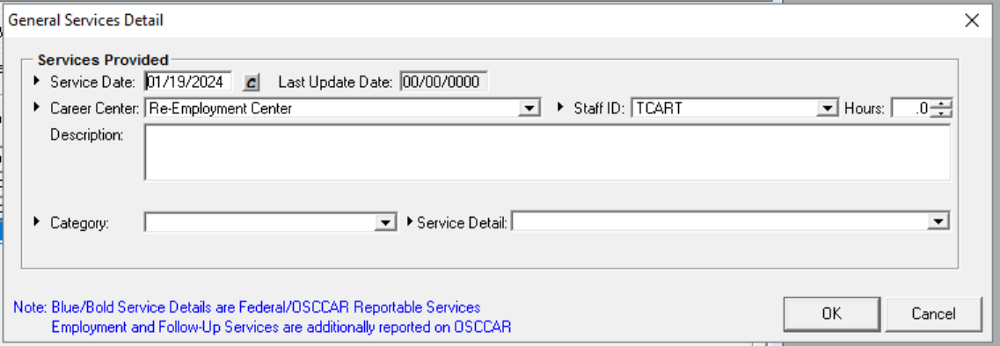 General Services Detail
Services Provided
Service Date: 01/19/2024 c Last Update Date: 00/00/0000
Career Center: Re-Employment Center Staff ID: TCART Hours: .0
Description:
Category: Service Detail:
Note: Blue/Bold Service Details are Federal/OSCCAR Reportable Services
Employment and Follow-Up Services are additionally reported on OSCCAR
OK Cancel